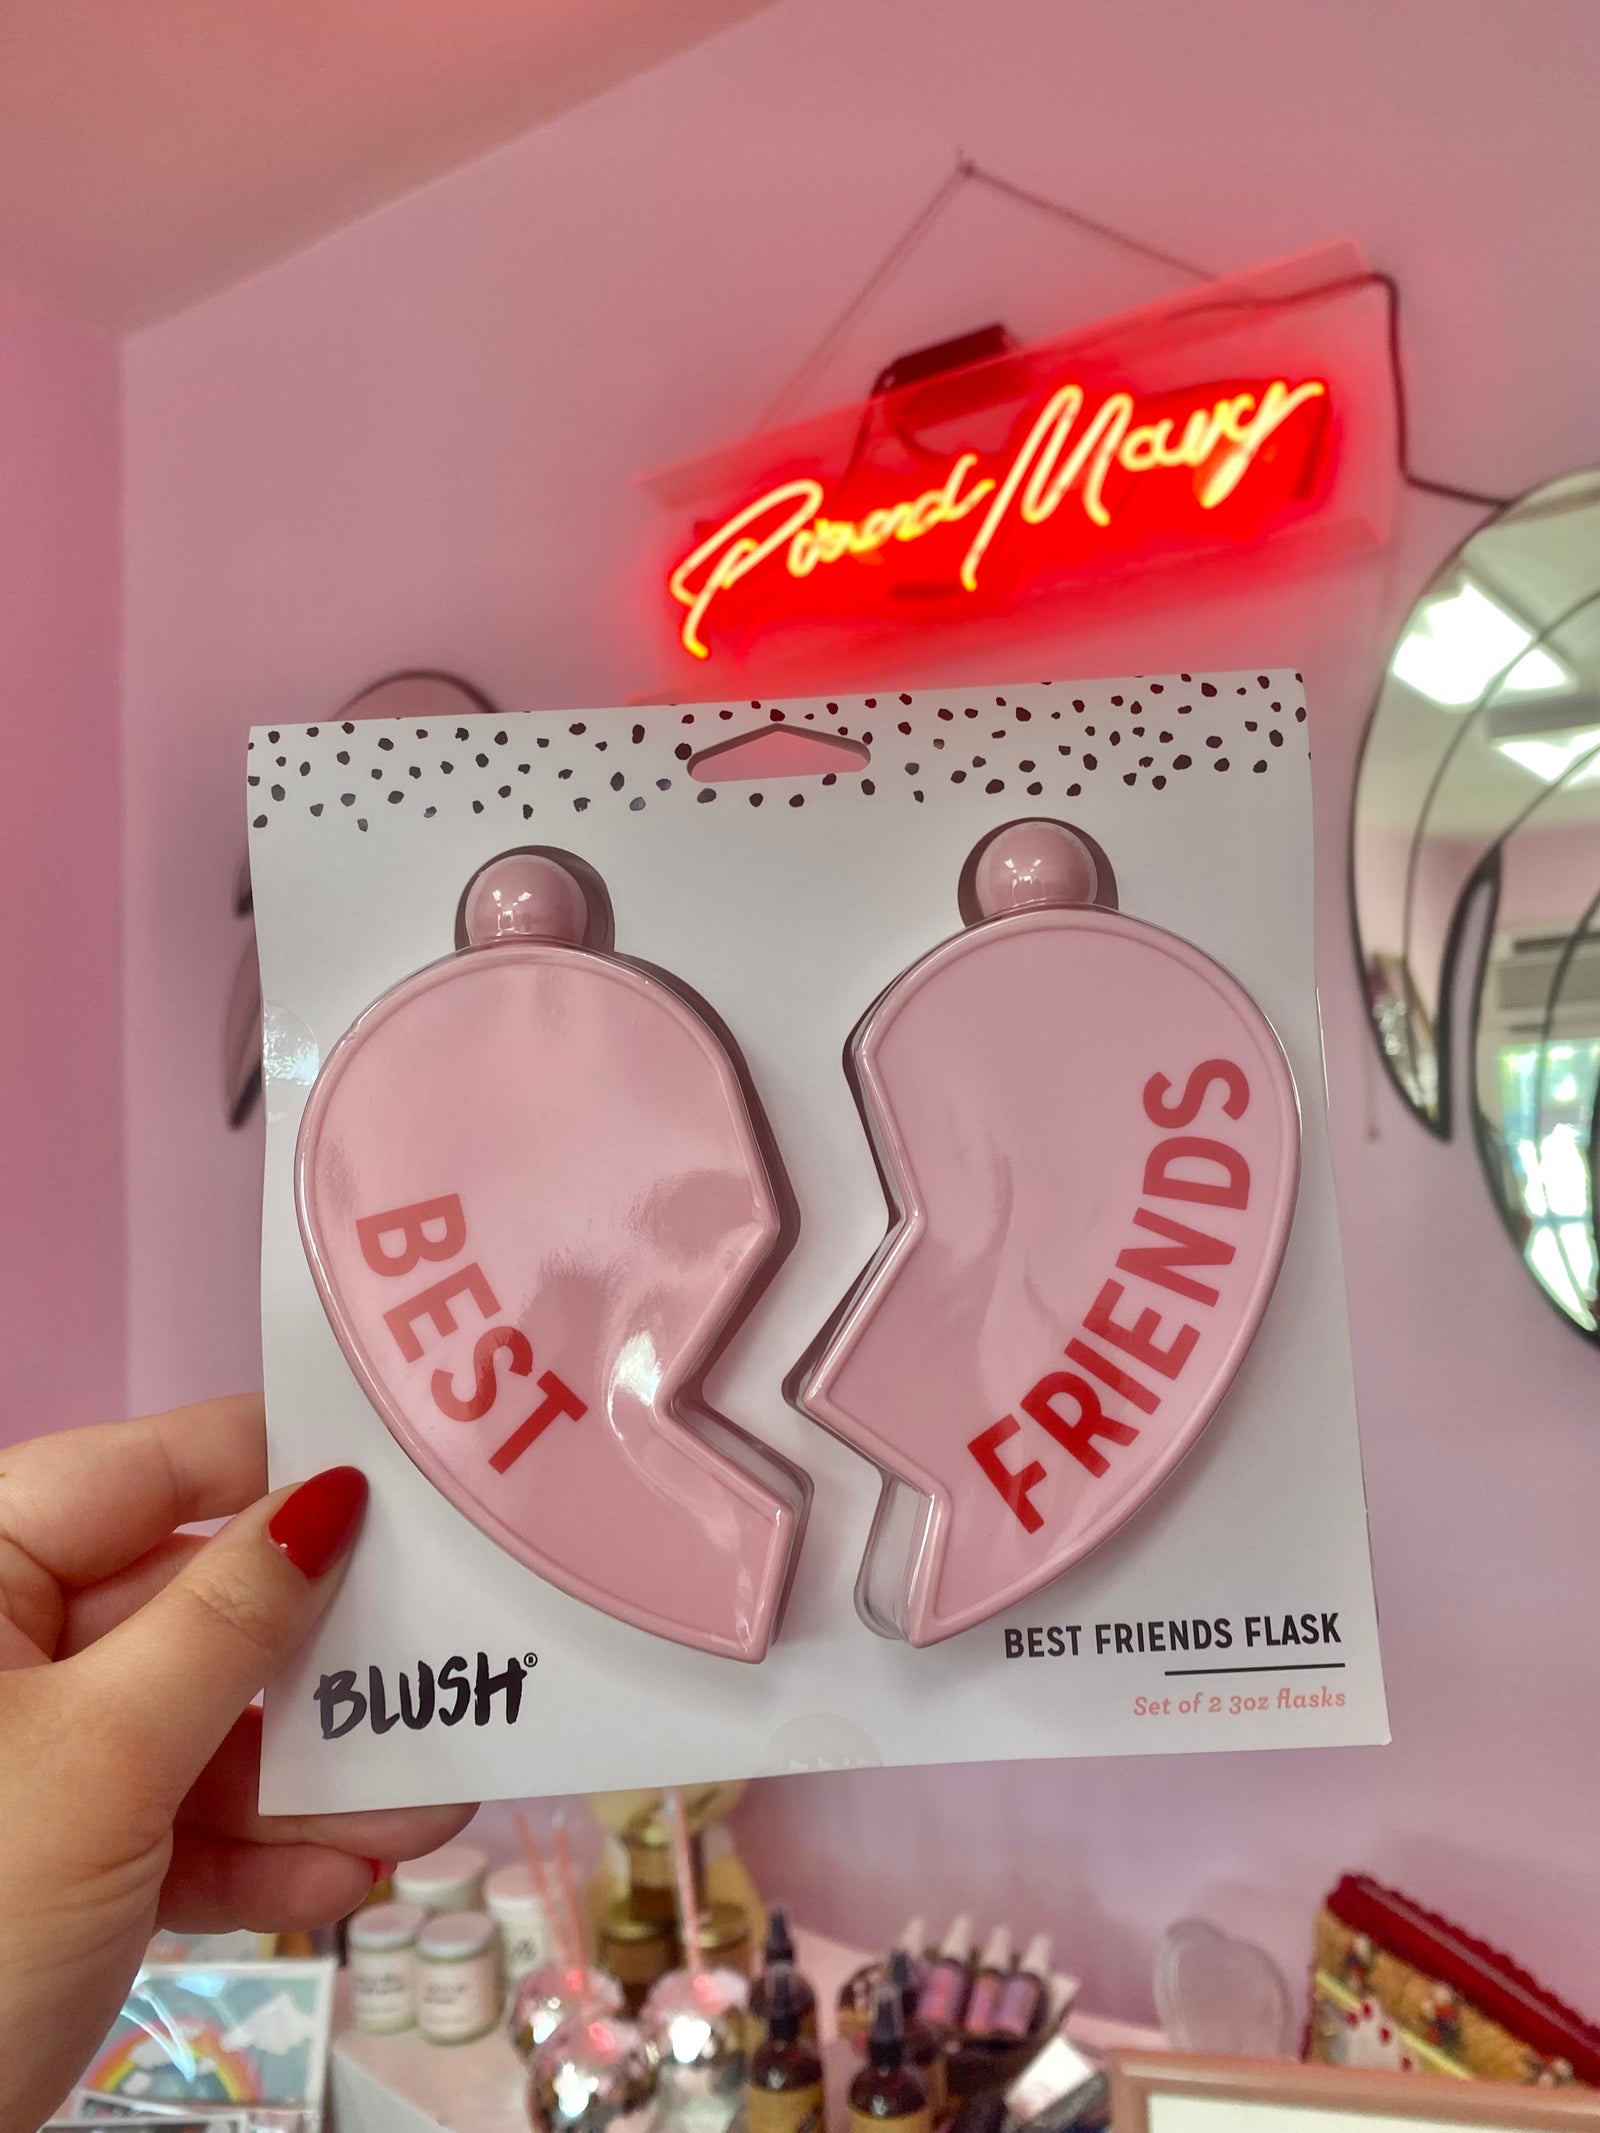 BEST
FRIENDS
BLUSH®
BEST FRIENDS FLASK
Set of 2 3oz flasks